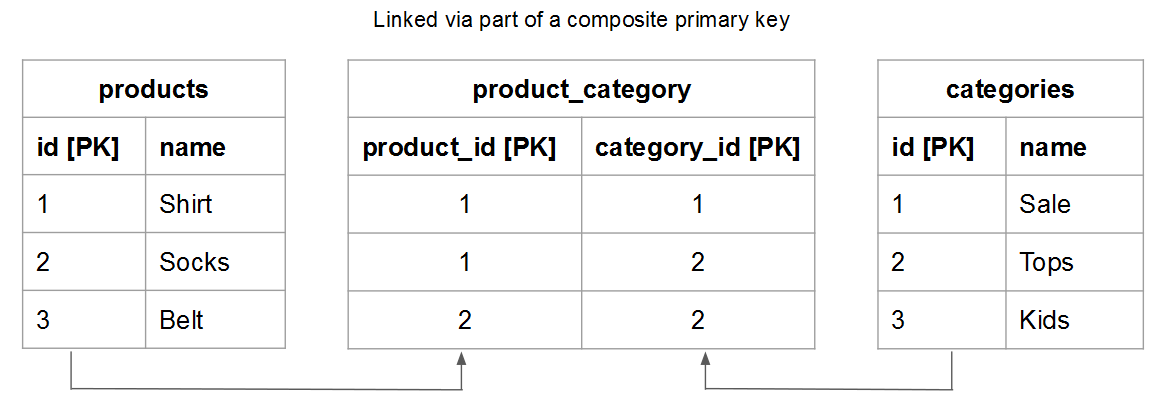 Linked via part of a composite primary key
products product_category categories
id [PK] name product_id [PK] category_id [PK] id [PK] name
1 Shirt 1 1 1 Sale
2 Socks 1 2 2 Tops
3 Belt 2 2 3 Kids